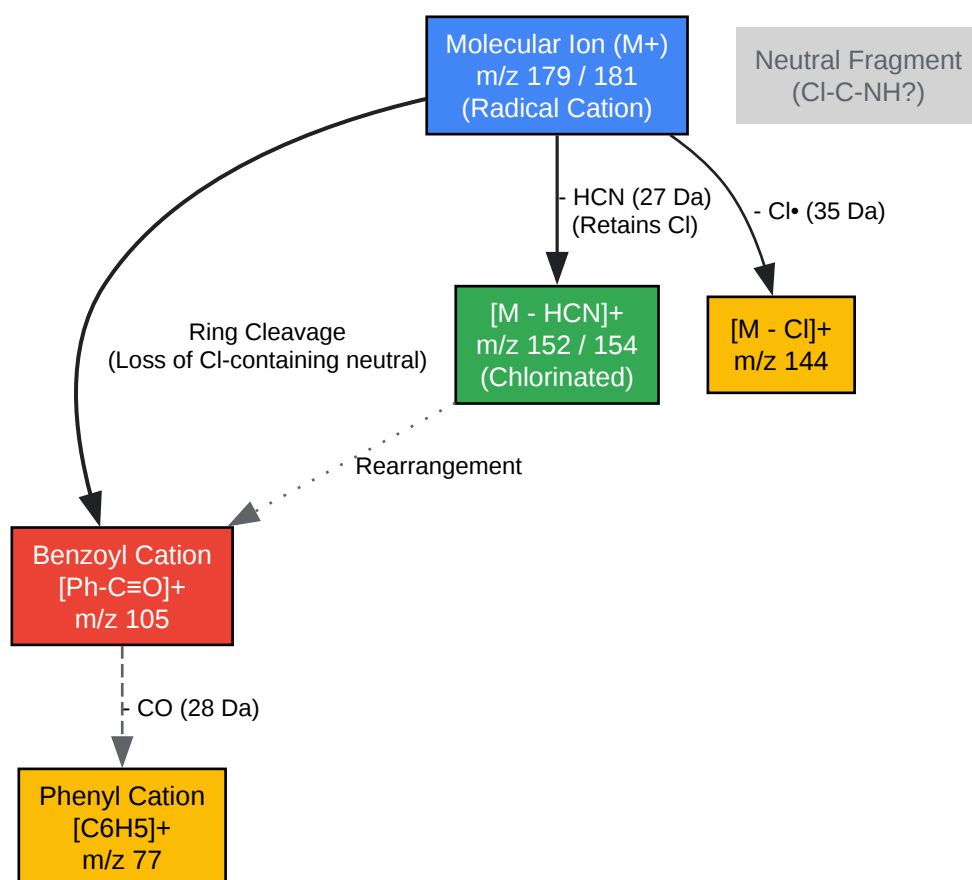 Molecular Ion (M+)
m/z 179 / 181
(Radical Cation)
Neutral Fragment
(Cl-C-NH?)
- HCN (27 Da)
(Retains Cl)
- Cl• (35 Da)
Ring Cleavage
(Loss of Cl-containing neutral)
[M - HCN]+
m/z 152 / 154
(Chlorinated)
[M - Cl]+
m/z 144
Rearrangement
Benzoyl Cation
[Ph-C≡O]+
m/z 105
- CO (28 Da)
Phenyl Cation
[C6H5]+
m/z 77